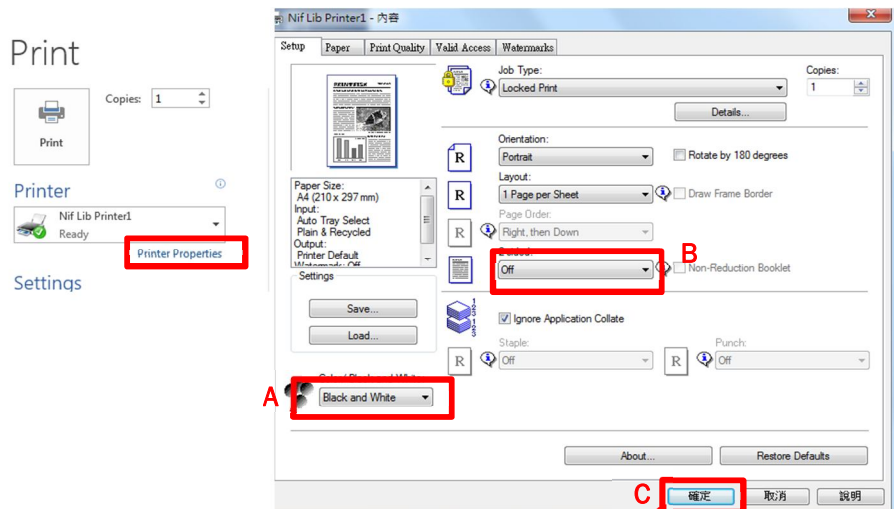 Print
Copies: 1
Print
Printer
Nif Lib Printer1
Ready
Printer Properties
Settings
Nif Lib Printer1 - 內容
Setup Paper Print Quality Valid Access Watermarks
Job Type:
Locked Print
Copies:
1
Details...
Orientation:
Portrait
Rotate by 180 degrees
Layout:
1 Page per Sheet
Draw Frame Border
Page Order:
Right, then Down
B
Off
Non-Reduction Booklet
Paper Size:
A4 (210 x 297 mm)
Input:
Auto Tray Select
Plain & Recycled
Output:
Printer Default
Watermark: Off
Settings
Save...
Load...
Ignore Application Collate
Staple:
Off
Punch:
Off
A
Black and White
About...
Restore Defaults
C
確定
取消
說明